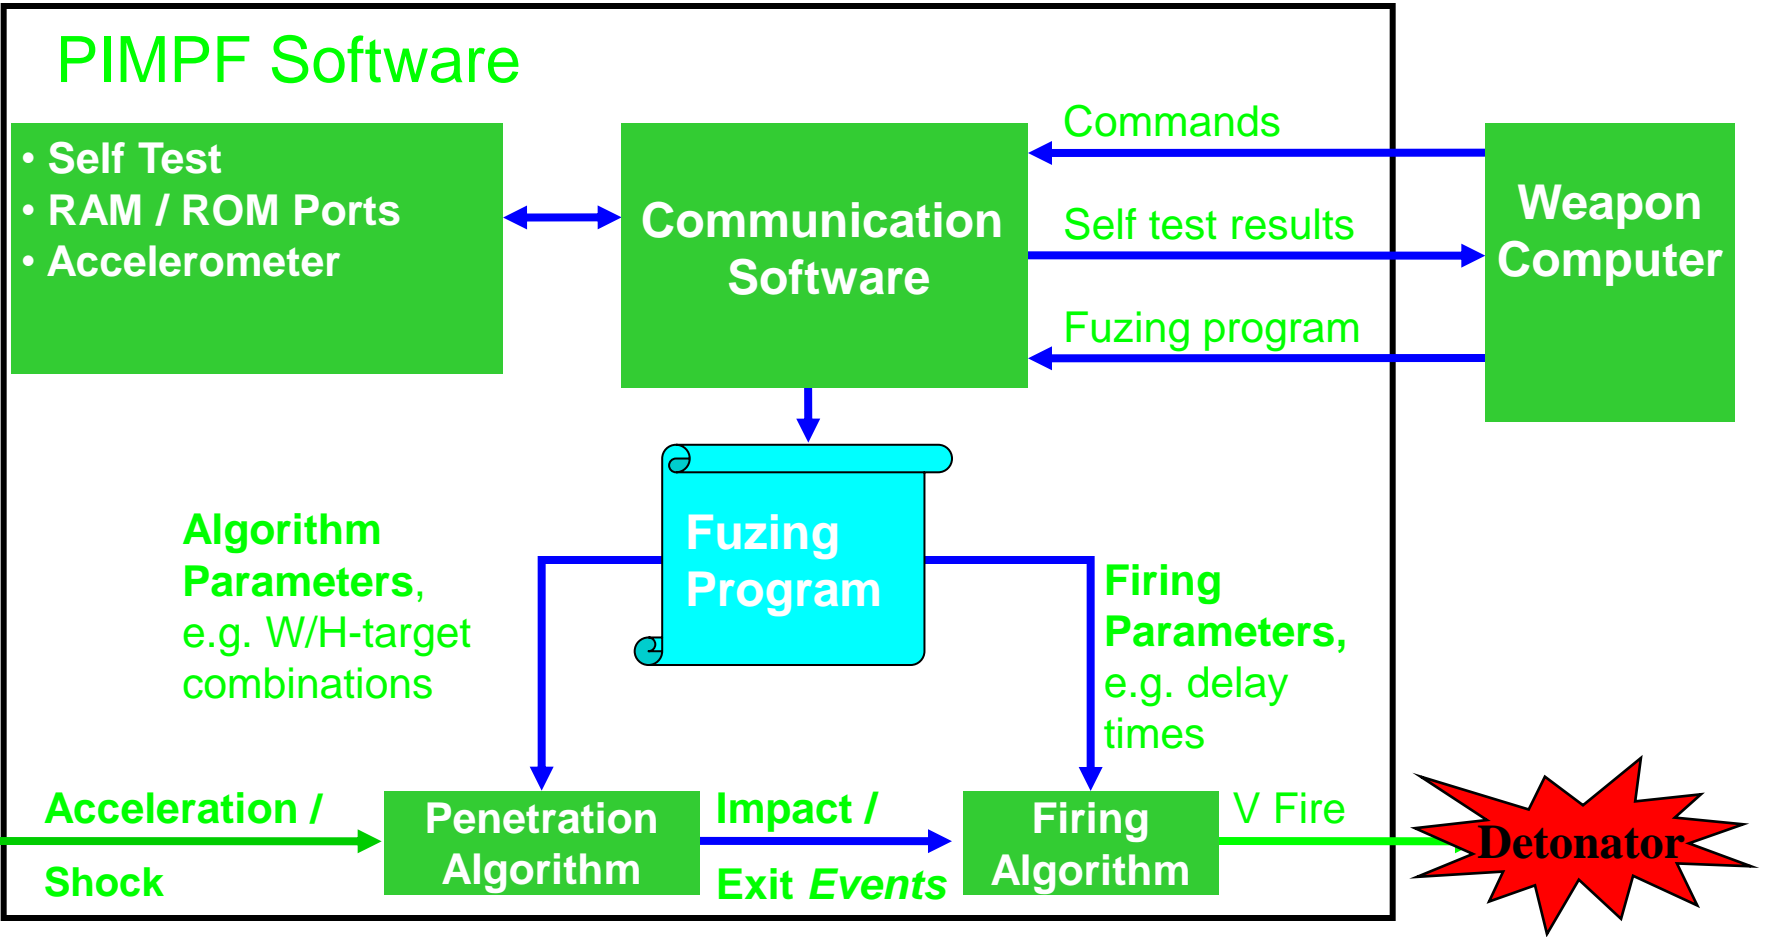 PIMPF Software
• Self Test
• RAM / ROM Ports
• Accelerometer
Communication
Software
Commands
Self test results
Fuzing program
Weapon
Computer
Fuzing
Program
Algorithm
Parameters,
e.g. W/H-target
combinations
Firing
Parameters,
e.g. delay
times
Acceleration /
Shock
Penetration
Algorithm
Impact /
Exit Events
Firing
Algorithm
V Fire
Detonator